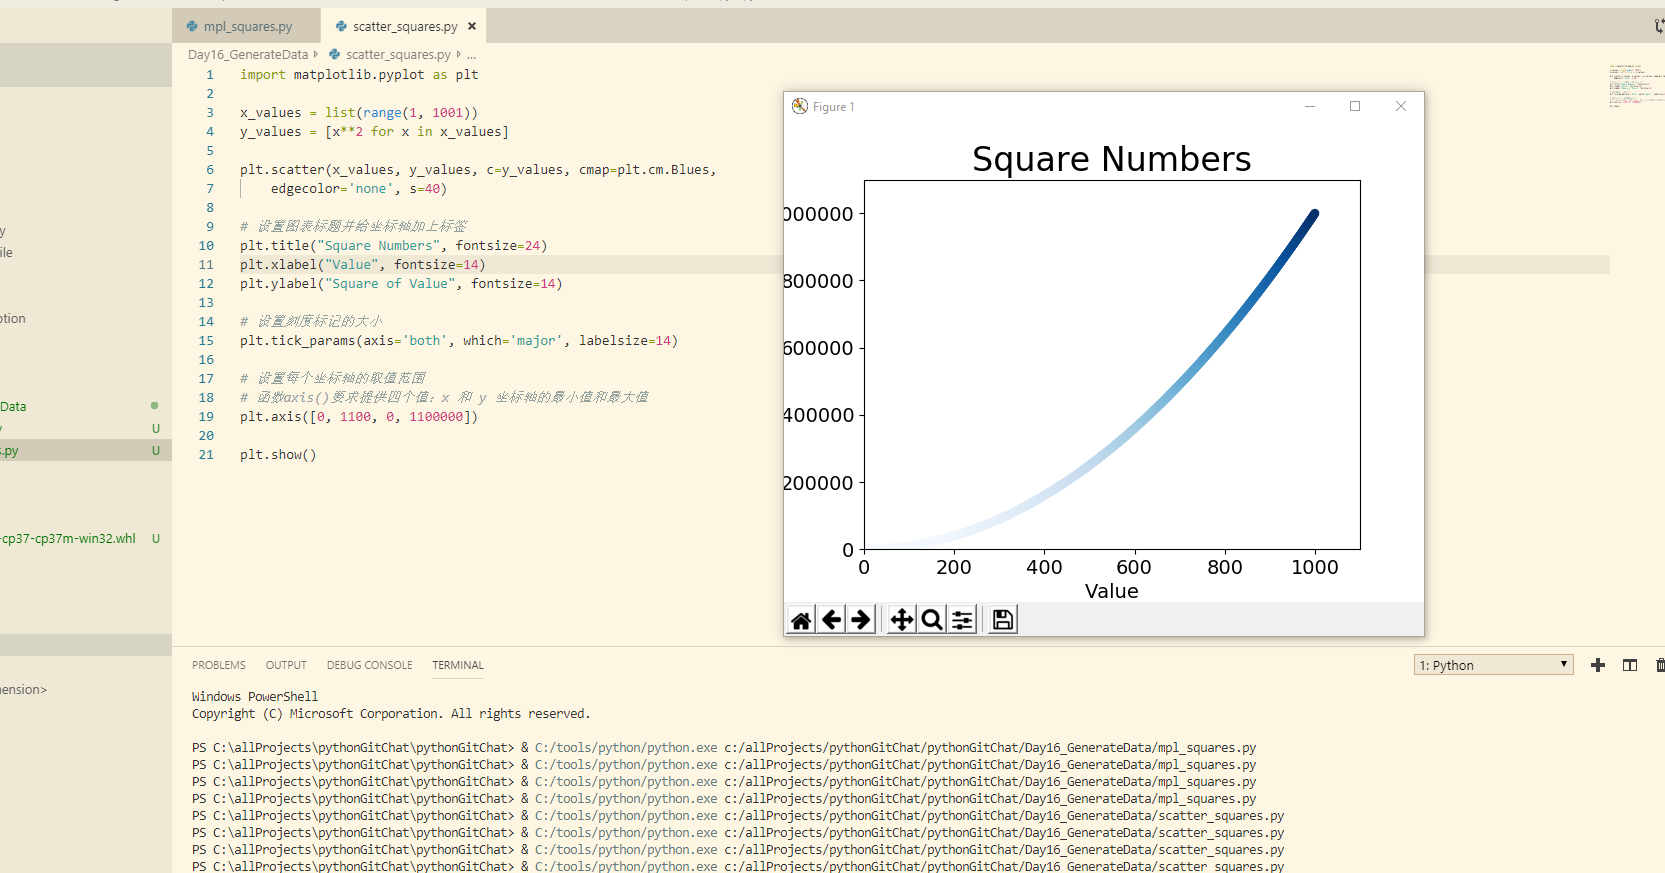 mpl_squares.py
scatter_squares.py ×
Day16_GenerateData
scatter_squares.py
...
1 import matplotlib.pyplot as plt
2
3 x_values = list(range(1, 1001))
4 y_values = [x**2 for x in x_values]
5
6 plt.scatter(x_values, y_values, c=y_values, cmap=plt.cm.Blues,
7 edgecolor='none', s=40)
8
9 # 设置图表标题并给坐标轴加上标签
10 plt.title("Square Numbers", fontsize=24)
11 plt.xlabel("Value", fontsize=14)
12 plt.ylabel("Square of Value", fontsize=14)
13
14 # 设置刻度标记的大小
15 plt.tick_params(axis='both', which='major', labelsize=14)
16
17 # 设置每个坐标轴的取值范围
18 # 函数axis()要求提供四个值：x 和 y 坐标轴的最小值和最大值
19 plt.axis([0, 1100, 0, 1100000])
20
21 plt.show()
y
ile
ption
Data
U
s.py U
-cp37-cp37m-win32.whl U
ension>
Figure 1
Square Numbers
000000
800000
600000
400000
200000
0
0 200 400 600 800 1000
Value
PROBLEMS OUTPUT DEBUG CONSOLE TERMINAL
1: Python
Windows PowerShell
Copyright (C) Microsoft Corporation. All rights reserved.
PS C:\allProjects\pythonGitChat\pythonGitChat> & C:/tools/python/python.exe c:/allProjects/pythonGitChat/pythonGitChat/Day16_GenerateData/mpl_squares.py
PS C:\allProjects\pythonGitChat\pythonGitChat> & C:/tools/python/python.exe c:/allProjects/pythonGitChat/pythonGitChat/Day16_GenerateData/mpl_squares.py
PS C:\allProjects\pythonGitChat\pythonGitChat> & C:/tools/python/python.exe c:/allProjects/pythonGitChat/pythonGitChat/Day16_GenerateData/mpl_squares.py
PS C:\allProjects\pythonGitChat\pythonGitChat> & C:/tools/python/python.exe c:/allProjects/pythonGitChat/pythonGitChat/Day16_GenerateData/mpl_squares.py
PS C:\allProjects\pythonGitChat\pythonGitChat> & C:/tools/python/python.exe c:/allProjects/pythonGitChat/pythonGitChat/Day16_GenerateData/scatter_squares.py
PS C:\allProjects\pythonGitChat\pythonGitChat> & C:/tools/python/python.exe c:/allProjects/pythonGitChat/pythonGitChat/Day16_GenerateData/scatter_squares.py
PS C:\allProjects\pythonGitChat\pythonGitChat> & C:/tools/python/python.exe c:/allProjects/pythonGitChat/pythonGitChat/Day16_GenerateData/scatter_squares.py
PS C:\allProjects\pythonGitChat\pythonGitChat> & C:/tools/python/python.exe c:/allProjects/pythonGitChat/pythonGitChat/Day16_GenerateData/scatter_squares.py